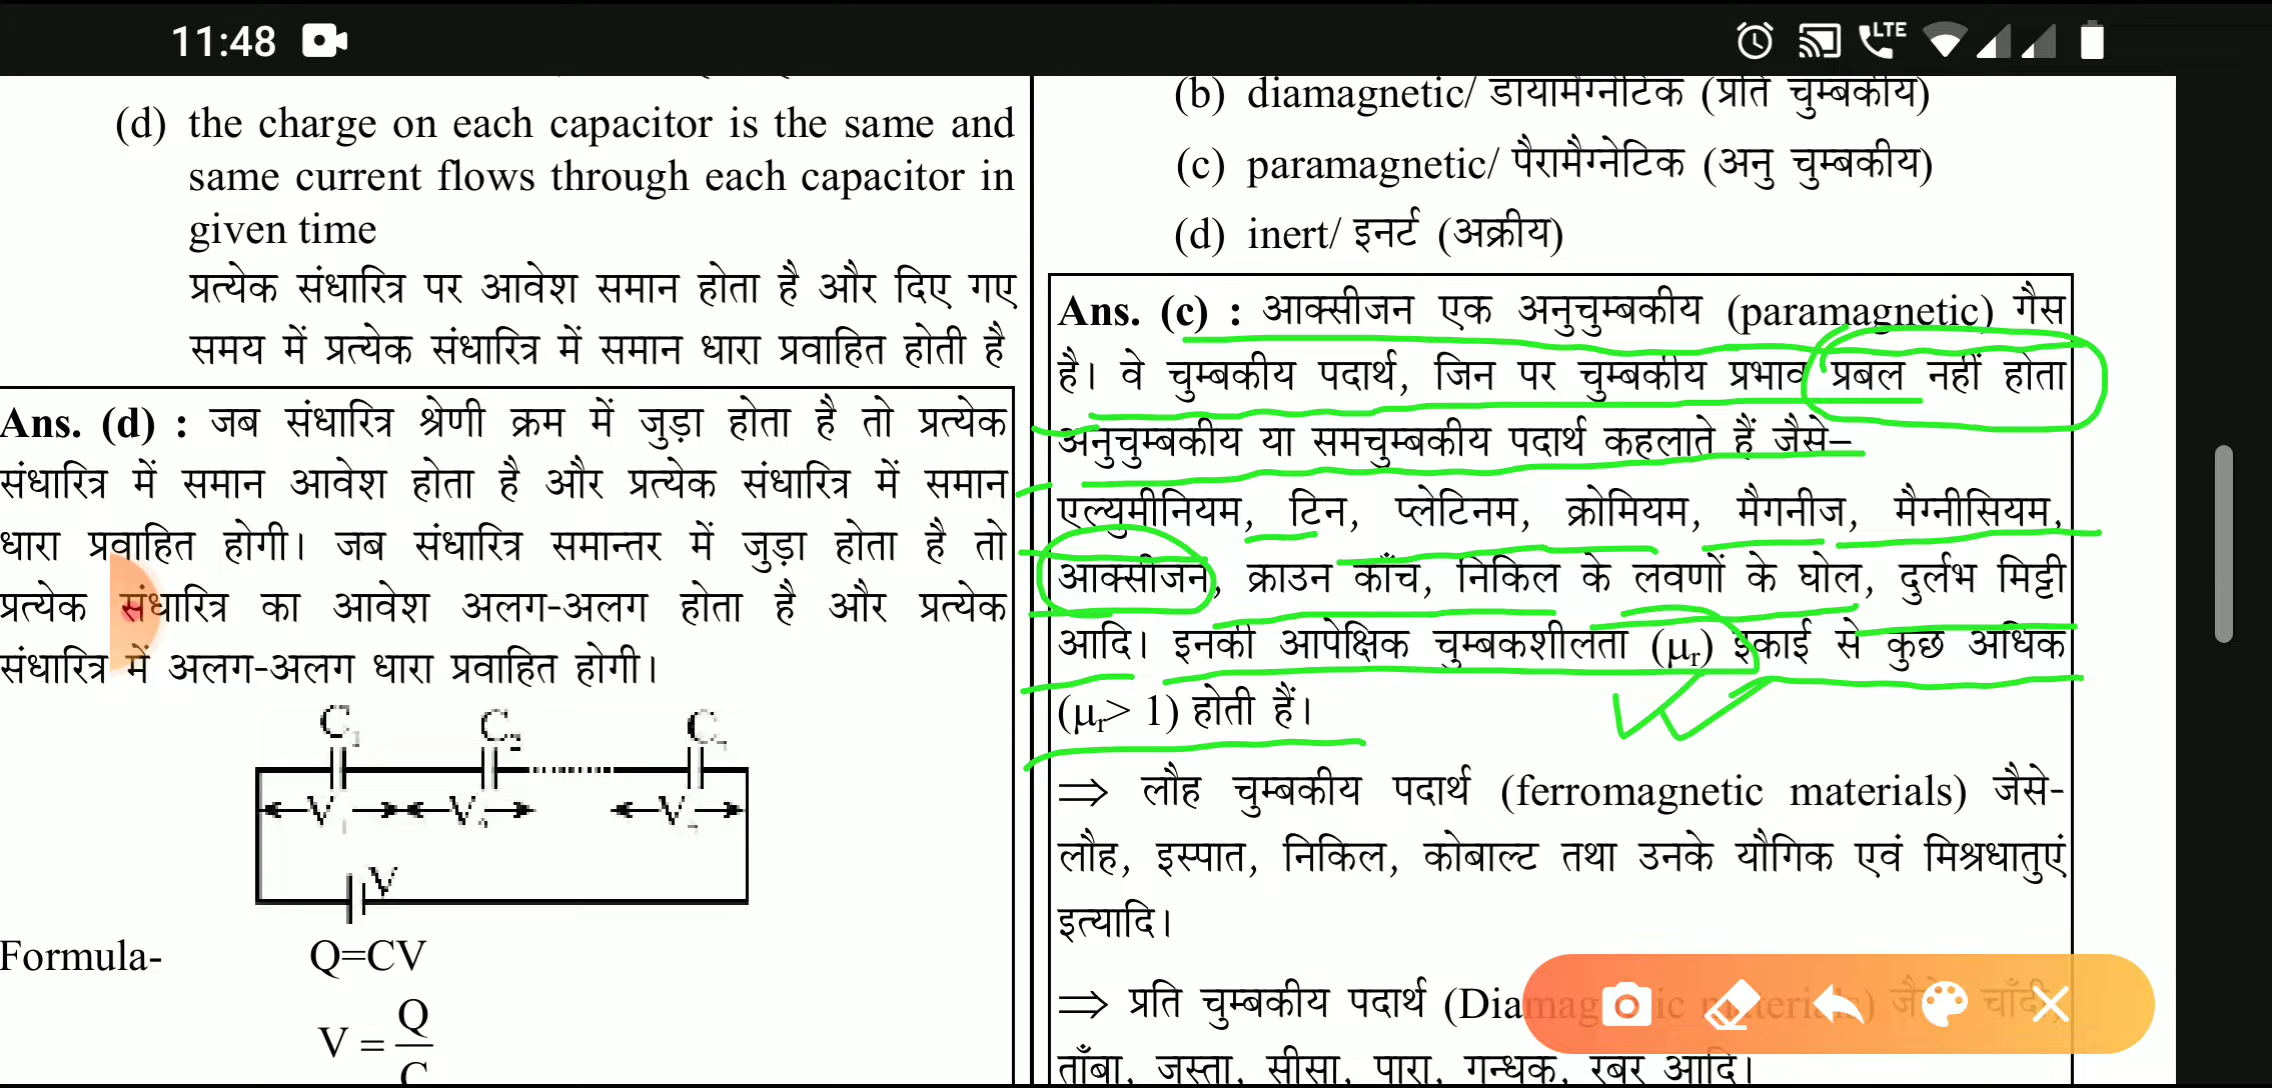 11:48
LTE
(d) the charge on each capacitor is the same and
same current flows through each capacitor in
given time
प्रत्येक संधारित्र पर आवेश समान होता है और दिए गए
समय में प्रत्येक संधारित्र में समान धारा प्रवाहित होती है
Ans. (d) : जब संधारित्र श्रेणी क्रम में जुड़ा होता है तो प्रत्येक
संधारित्र में समान आवेश होता है और प्रत्येक संधारित्र में समान
धारा प्रवाहित होगी। जब संधारित्र समान्तर में जुड़ा होता है तो
प्रत्येक संधारित्र का आवेश अलग-अलग होता है और प्रत्येक
संधारित्र में अलग-अलग धारा प्रवाहित होगी।
C₁ C₂ C
V V V
V
Formula- Q=CV
V = Q
C
(b) diamagnetic/ डायामैग्नेटिक (प्रति चुम्बकीय)
(c) paramagnetic/ पैरामैग्नेटिक (अनु चुम्बकीय)
(d) inert/ इनर्ट (अक्रीय)
Ans. (c) : आक्सीजन एक अनुचुम्बकीय (paramagnetic) गैस
है। वे चुम्बकीय पदार्थ, जिन पर चुम्बकीय प्रभाव प्रबल नहीं होता
अनुचुम्बकीय या समचुम्बकीय पदार्थ कहलाते हैं जैसे–
एल्युमीनियम, टिन, प्लेटिनम, क्रोमियम, मैगनीज, मैग्नीसियम,
आक्सीजन, क्राउन काँच, निकिल के लवणों के घोल, दुर्लभ मिट्टी
आदि। इनकी आपेक्षिक चुम्बकशीलता (μᵣ) इकाई से कुछ अधिक
(μᵣ> 1) होती हैं।
⇒ लौह चुम्बकीय पदार्थ (ferromagnetic materials) जैसे-
लौह, इस्पात, निकिल, कोबाल्ट तथा उनके यौगिक एवं मिश्रधातुएं
इत्यादि।
⇒ प्रति चुम्बकीय पदार्थ (Diamag ic materials) चाँदी,
ताँबा, जस्ता, सीसा, पारा, गन्धक, रबर आदि।